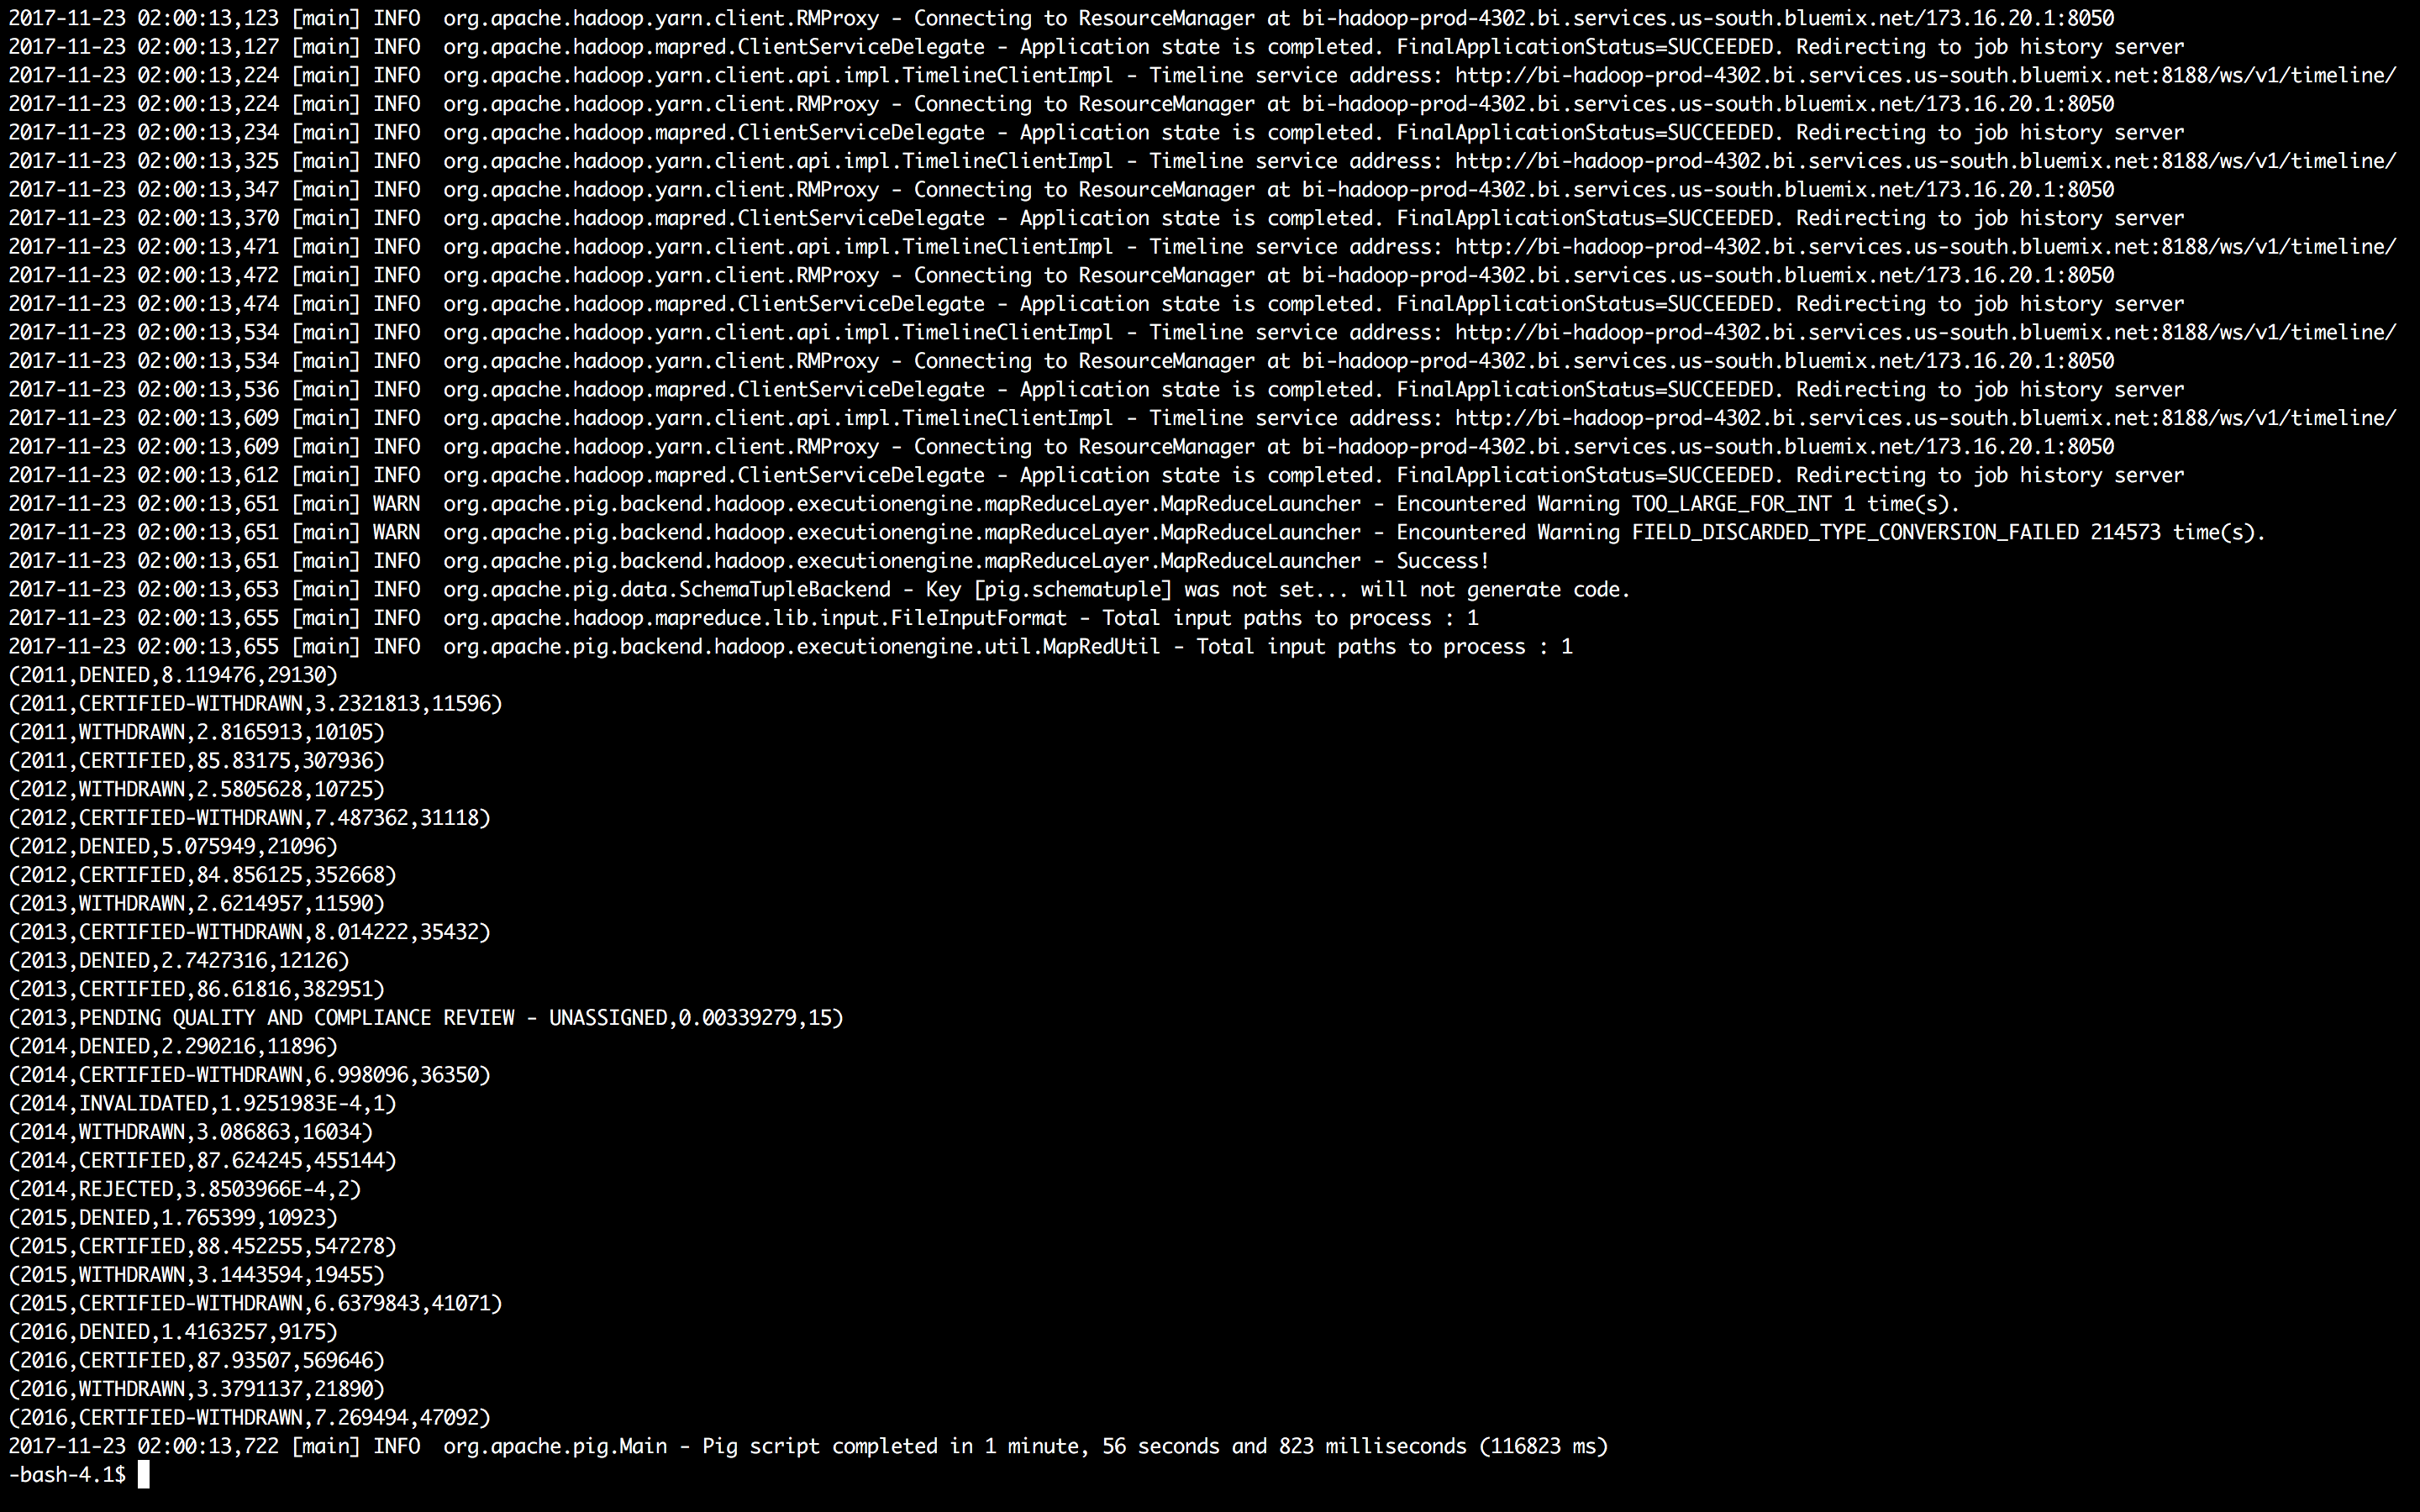 2017-11-23 02:00:13,123 [main] INFO  org.apache.hadoop.yarn.client.RMProxy - Connecting to ResourceManager at bi-hadoop-prod-4302.bi.services.us-south.bluemix.net/173.16.20.1:8050
2017-11-23 02:00:13,127 [main] INFO  org.apache.hadoop.mapred.ClientServiceDelegate - Application state is completed. FinalApplicationStatus=SUCCEEDED. Redirecting to job history server
2017-11-23 02:00:13,224 [main] INFO  org.apache.hadoop.yarn.client.api.impl.TimelineClientImpl - Timeline service address: http://bi-hadoop-prod-4302.bi.services.us-south.bluemix.net:8188/ws/v1/timeline/
2017-11-23 02:00:13,224 [main] INFO  org.apache.hadoop.yarn.client.RMProxy - Connecting to ResourceManager at bi-hadoop-prod-4302.bi.services.us-south.bluemix.net/173.16.20.1:8050
2017-11-23 02:00:13,234 [main] INFO  org.apache.hadoop.mapred.ClientServiceDelegate - Application state is completed. FinalApplicationStatus=SUCCEEDED. Redirecting to job history server
2017-11-23 02:00:13,325 [main] INFO  org.apache.hadoop.yarn.client.api.impl.TimelineClientImpl - Timeline service address: http://bi-hadoop-prod-4302.bi.services.us-south.bluemix.net:8188/ws/v1/timeline/
2017-11-23 02:00:13,347 [main] INFO  org.apache.hadoop.yarn.client.RMProxy - Connecting to ResourceManager at bi-hadoop-prod-4302.bi.services.us-south.bluemix.net/173.16.20.1:8050
2017-11-23 02:00:13,370 [main] INFO  org.apache.hadoop.mapred.ClientServiceDelegate - Application state is completed. FinalApplicationStatus=SUCCEEDED. Redirecting to job history server
2017-11-23 02:00:13,471 [main] INFO  org.apache.hadoop.yarn.client.api.impl.TimelineClientImpl - Timeline service address: http://bi-hadoop-prod-4302.bi.services.us-south.bluemix.net:8188/ws/v1/timeline/
2017-11-23 02:00:13,472 [main] INFO  org.apache.hadoop.yarn.client.RMProxy - Connecting to ResourceManager at bi-hadoop-prod-4302.bi.services.us-south.bluemix.net/173.16.20.1:8050
2017-11-23 02:00:13,474 [main] INFO  org.apache.hadoop.mapred.ClientServiceDelegate - Application state is completed. FinalApplicationStatus=SUCCEEDED. Redirecting to job history server
2017-11-23 02:00:13,534 [main] INFO  org.apache.hadoop.yarn.client.api.impl.TimelineClientImpl - Timeline service address: http://bi-hadoop-prod-4302.bi.services.us-south.bluemix.net:8188/ws/v1/timeline/
2017-11-23 02:00:13,534 [main] INFO  org.apache.hadoop.yarn.client.RMProxy - Connecting to ResourceManager at bi-hadoop-prod-4302.bi.services.us-south.bluemix.net/173.16.20.1:8050
2017-11-23 02:00:13,536 [main] INFO  org.apache.hadoop.mapred.ClientServiceDelegate - Application state is completed. FinalApplicationStatus=SUCCEEDED. Redirecting to job history server
2017-11-23 02:00:13,609 [main] INFO  org.apache.hadoop.yarn.client.api.impl.TimelineClientImpl - Timeline service address: http://bi-hadoop-prod-4302.bi.services.us-south.bluemix.net:8188/ws/v1/timeline/
2017-11-23 02:00:13,609 [main] INFO  org.apache.hadoop.yarn.client.RMProxy - Connecting to ResourceManager at bi-hadoop-prod-4302.bi.services.us-south.bluemix.net/173.16.20.1:8050
2017-11-23 02:00:13,612 [main] INFO  org.apache.hadoop.mapred.ClientServiceDelegate - Application state is completed. FinalApplicationStatus=SUCCEEDED. Redirecting to job history server
2017-11-23 02:00:13,651 [main] WARN  org.apache.pig.backend.hadoop.executionengine.mapReduceLayer.MapReduceLauncher - Encountered Warning TOO_LARGE_FOR_INT 1 time(s).
2017-11-23 02:00:13,651 [main] WARN  org.apache.pig.backend.hadoop.executionengine.mapReduceLayer.MapReduceLauncher - Encountered Warning FIELD_DISCARDED_TYPE_CONVERSION_FAILED 214573 time(s).
2017-11-23 02:00:13,651 [main] INFO  org.apache.pig.backend.hadoop.executionengine.mapReduceLayer.MapReduceLauncher - Success!
2017-11-23 02:00:13,653 [main] INFO  org.apache.pig.data.SchemaTupleBackend - Key [pig.schematuple] was not set... will not generate code.
2017-11-23 02:00:13,655 [main] INFO  org.apache.hadoop.mapreduce.lib.input.FileInputFormat - Total input paths to process : 1
2017-11-23 02:00:13,655 [main] INFO  org.apache.pig.backend.hadoop.executionengine.util.MapRedUtil - Total input paths to process : 1
(2011,DENIED,8.119476,29130)
(2011,CERTIFIED-WITHDRAWN,3.2321813,11596)
(2011,WITHDRAWN,2.8165913,10105)
(2011,CERTIFIED,85.83175,307936)
(2012,WITHDRAWN,2.5805628,10725)
(2012,CERTIFIED-WITHDRAWN,7.487362,31118)
(2012,DENIED,5.075949,21096)
(2012,CERTIFIED,84.856125,352668)
(2013,WITHDRAWN,2.6214957,11590)
(2013,CERTIFIED-WITHDRAWN,8.014222,35432)
(2013,DENIED,2.7427316,12126)
(2013,CERTIFIED,86.61816,382951)
(2013,PENDING QUALITY AND COMPLIANCE REVIEW - UNASSIGNED,0.00339279,15)
(2014,DENIED,2.290216,11896)
(2014,CERTIFIED-WITHDRAWN,6.998096,36350)
(2014,INVALIDATED,1.9251983E-4,1)
(2014,WITHDRAWN,3.086863,16034)
(2014,CERTIFIED,87.624245,455144)
(2014,REJECTED,3.8503966E-4,2)
(2015,DENIED,1.765399,10923)
(2015,CERTIFIED,88.452255,547278)
(2015,WITHDRAWN,3.1443594,19455)
(2015,CERTIFIED-WITHDRAWN,6.6379843,41071)
(2016,DENIED,1.4163257,9175)
(2016,CERTIFIED,87.93507,569646)
(2016,WITHDRAWN,3.3791137,21890)
(2016,CERTIFIED-WITHDRAWN,7.269494,47092)
2017-11-23 02:00:13,722 [main] INFO  org.apache.pig.Main - Pig script completed in 1 minute, 56 seconds and 823 milliseconds (116823 ms)
-bash-4.1$